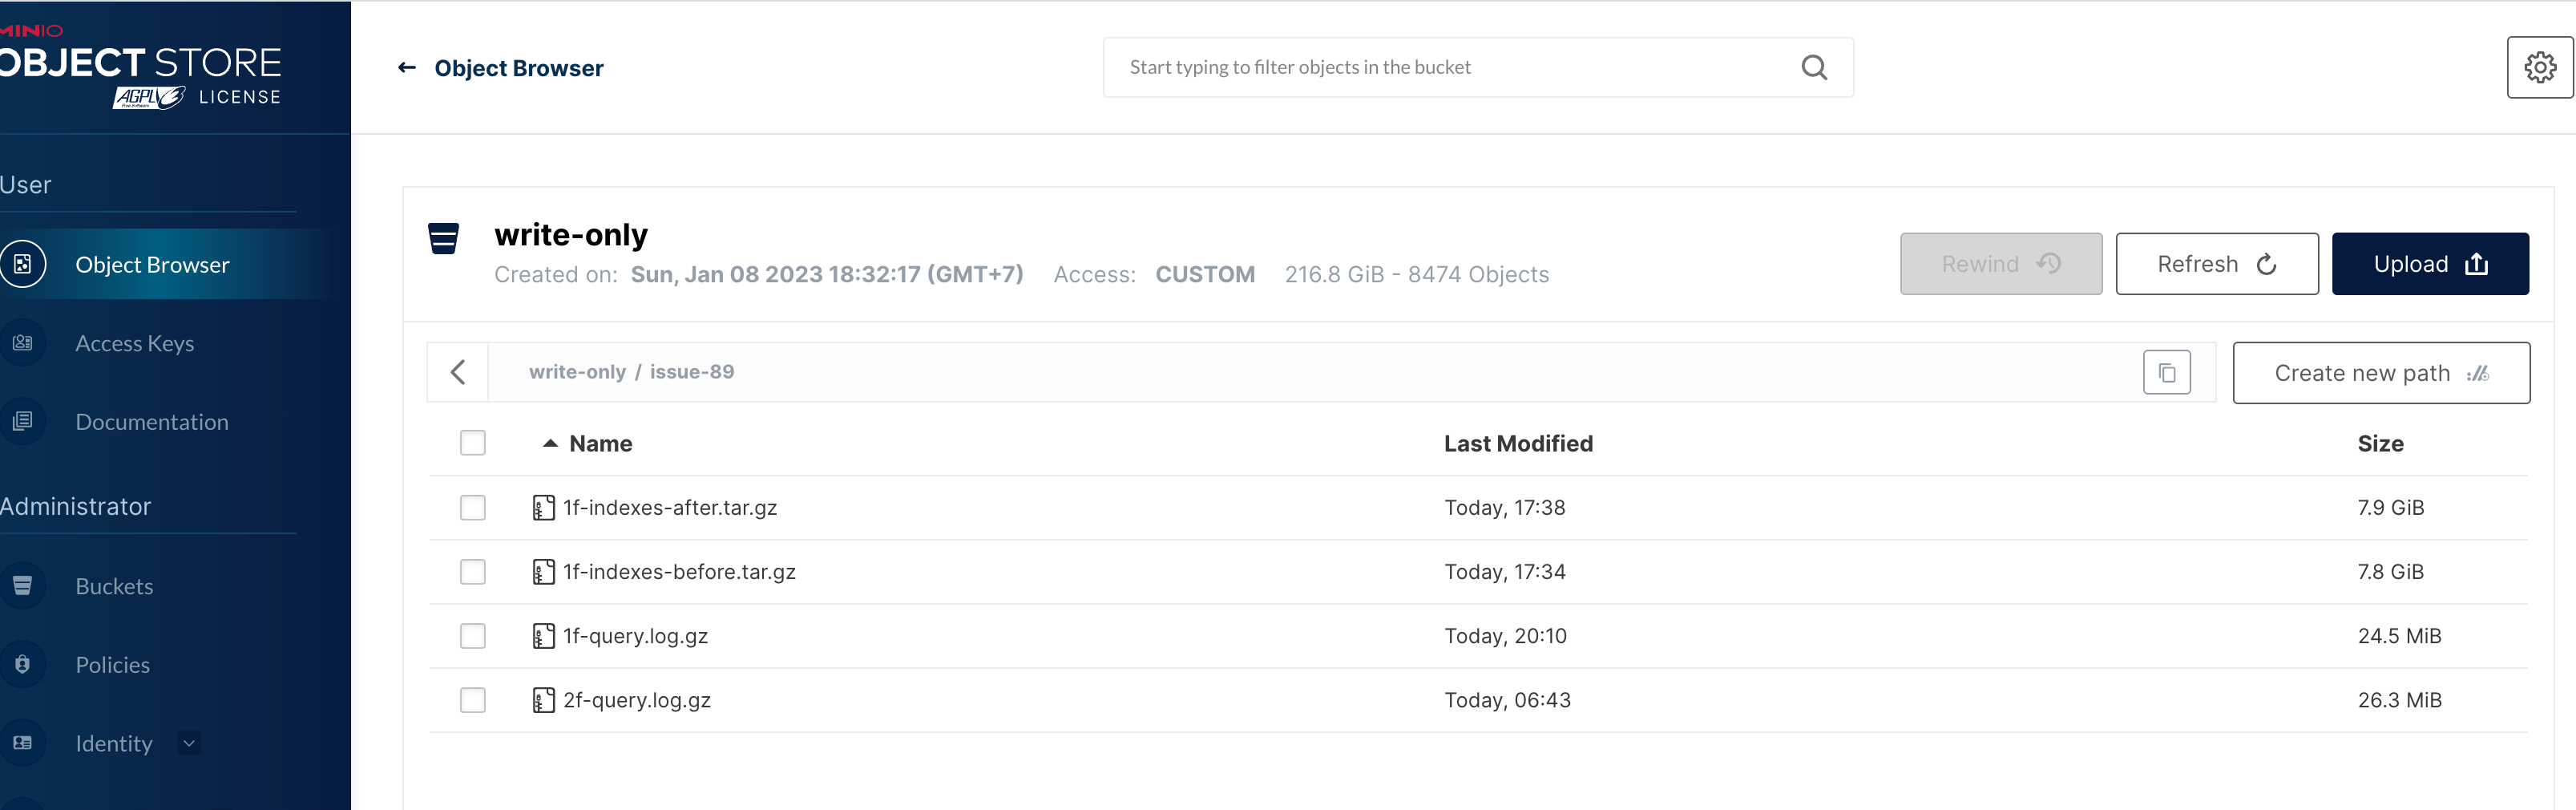 MINIO
OBJECT STORE
AGPL v3 LICENSE
← Object Browser
Start typing to filter objects in the bucket
User
Object Browser
Access Keys
Documentation
Administrator
Buckets
Policies
Identity
write-only
Created on: Sun, Jan 08 2023 18:32:17 (GMT+7) Access: CUSTOM 216.8 GiB - 8474 Objects
Rewind Refresh Upload
write-only / issue-89
Create new path
Name Last Modified Size
1f-indexes-after.tar.gz Today, 17:38 7.9 GiB
1f-indexes-before.tar.gz Today, 17:34 7.8 GiB
1f-query.log.gz Today, 20:10 24.5 MiB
2f-query.log.gz Today, 06:43 26.3 MiB